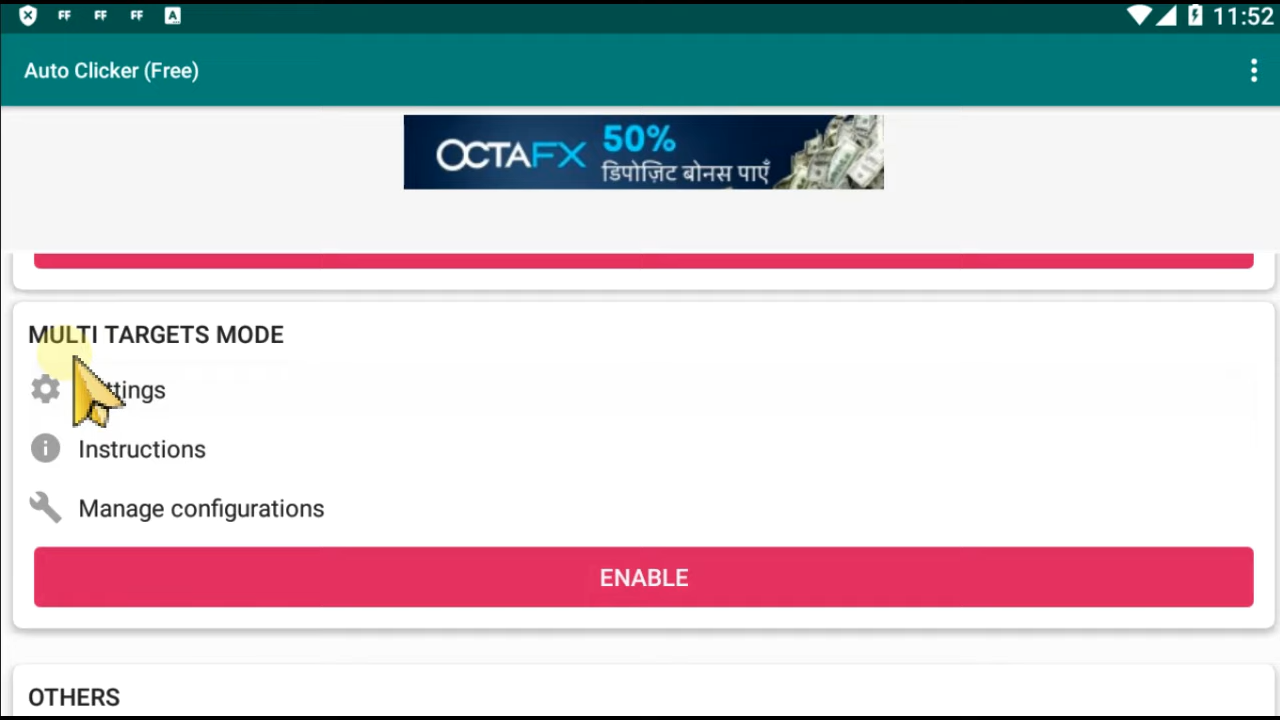 FF FF FF A 11:52
Auto Clicker (Free)
OCTAFX 50%
डिपोज़िट बोनस पाएँ
MULTI TARGETS MODE
ttings
Instructions
Manage configurations
ENABLE
OTHERS